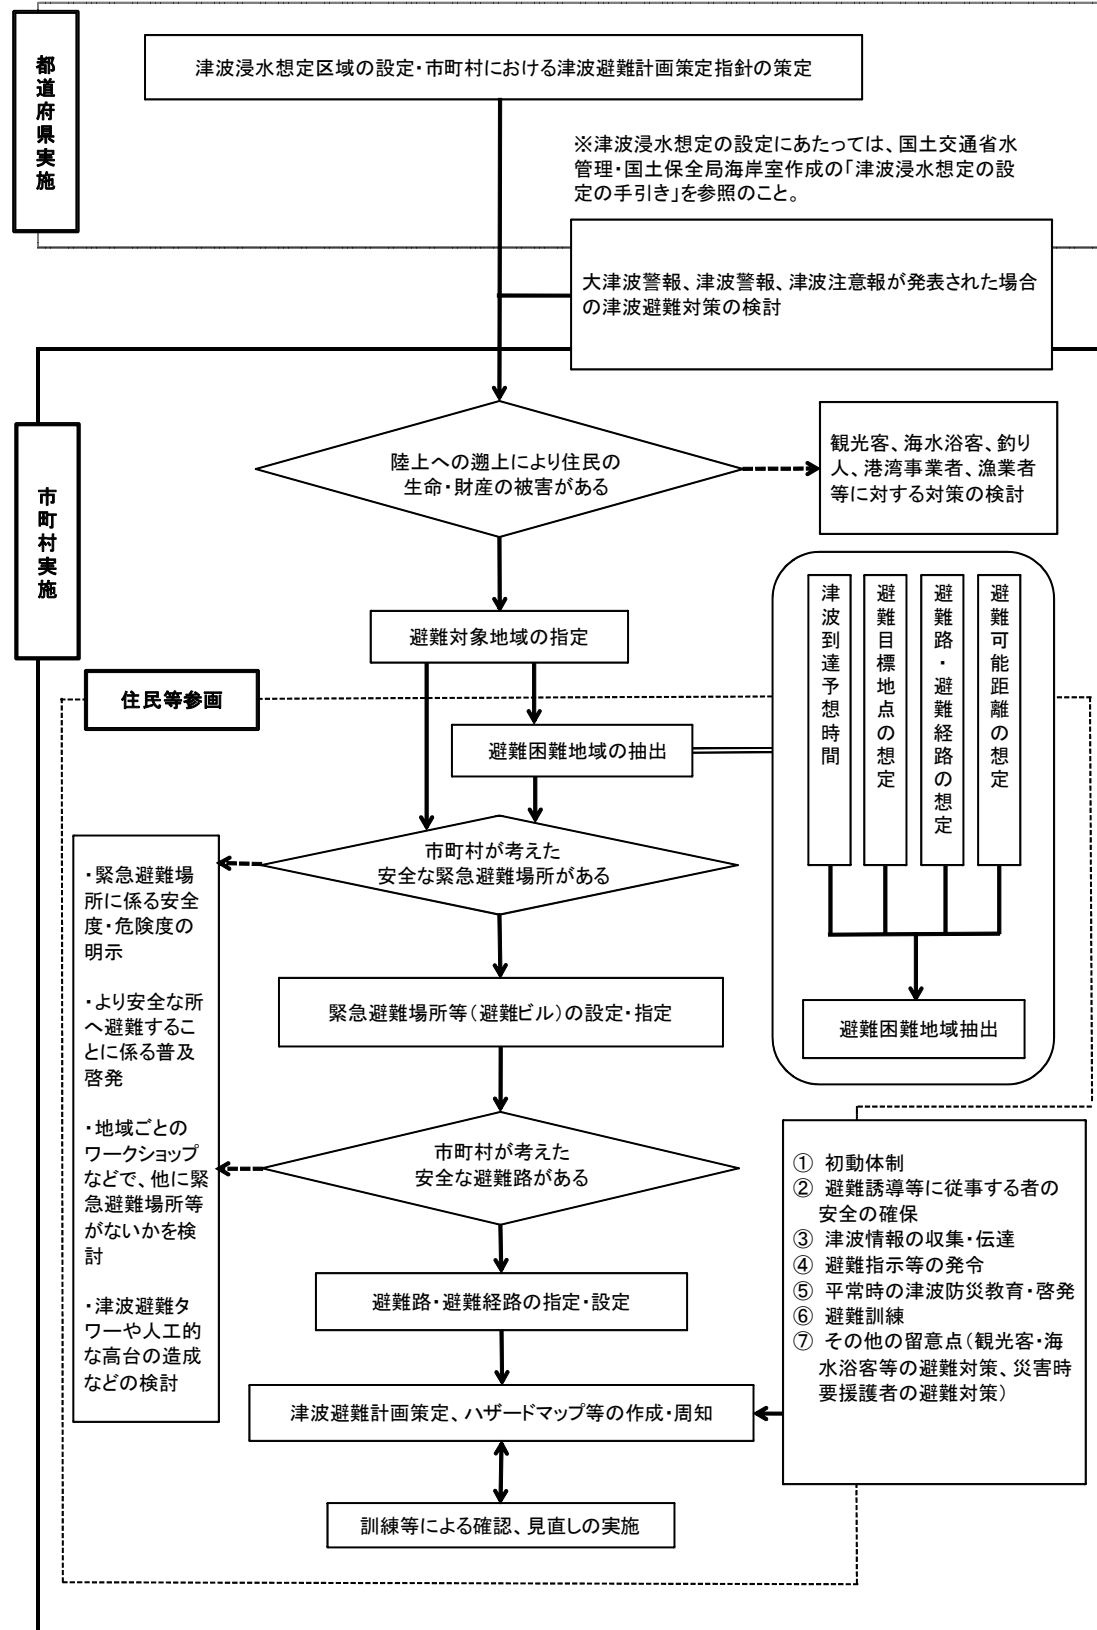 都道府県実施
津波浸水想定区域の設定・市町村における津波避難計画策定指針の策定
※津波浸水想定の設定にあたっては、国土交通省水
管理・国土保全局海岸室作成の「津波浸水想定の設
定の手引き」を参照のこと。
大津波警報、津波警報、津波注意報が発表された場合
の津波避難対策の検討
市町村実施
陸上への遡上により住民の
生命・財産の被害がある
観光客、海水浴客、釣り
人、港湾事業者、漁業者
等に対する対策の検討
避難対象地域の指定
住民等参画
避難困難地域の抽出
津波到達予想時間
避難目標地点の想定
避難路・避難経路の想定
避難可能距離の想定
避難困難地域抽出
市町村が考えた
安全な緊急避難場所がある
・緊急避難場
所に係る安全
度・危険度の
明示
・より安全な所
へ避難するこ
とに係る普及
啓発
・地域ごとの
ワークショップ
などで、他に緊
急避難場所等
がないかを検
討
・津波避難タ
ワーや人工的
な高台の造成
などの検討
緊急避難場所等（避難ビル）の設定・指定
市町村が考えた
安全な避難路がある
避難路・避難経路の指定・設定
① 初動体制
② 避難誘導等に従事する者の
安全の確保
③ 津波情報の収集・伝達
④ 避難指示等の発令
⑤ 平常時の津波防災教育・啓発
⑥ 避難訓練
⑦ その他の留意点（観光客・海
水浴客等の避難対策、災害時
要援護者の避難対策）
津波避難計画策定、ハザードマップ等の作成・周知
訓練等による確認、見直しの実施